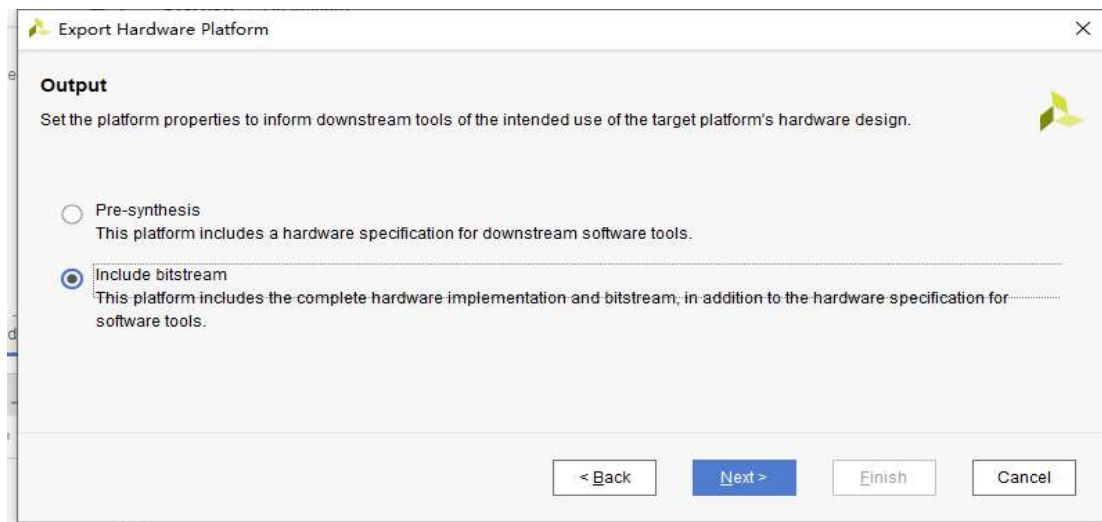 Export Hardware Platform
Output
Set the platform properties to inform downstream tools of the intended use of the target platform's hardware design.
Pre-synthesis
This platform includes a hardware specification for downstream software tools.
Include bitstream
This platform includes the complete hardware implementation and bitstream, in addition to the hardware specification for
software tools.
< Back
Next >
Finish
Cancel